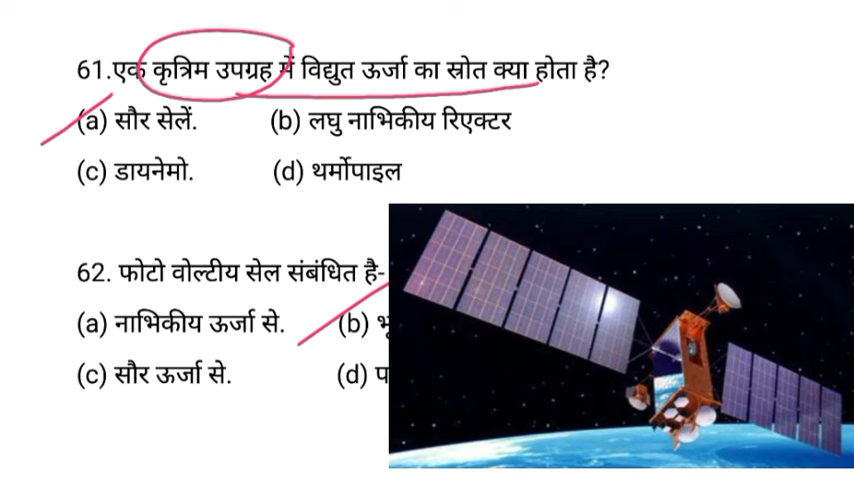 61.एक कृत्रिम उपग्रह में विद्युत ऊर्जा का स्रोत क्या होता है?
(a) सौर सेलें. (b) लघु नाभिकीय रिएक्टर
(c) डायनेमो. (d) थर्मोपाइल
62. फोटो वोल्टीय सेल संबंधित है-
(a) नाभिकीय ऊर्जा से. (b)
(c) सौर ऊर्जा से. (d)